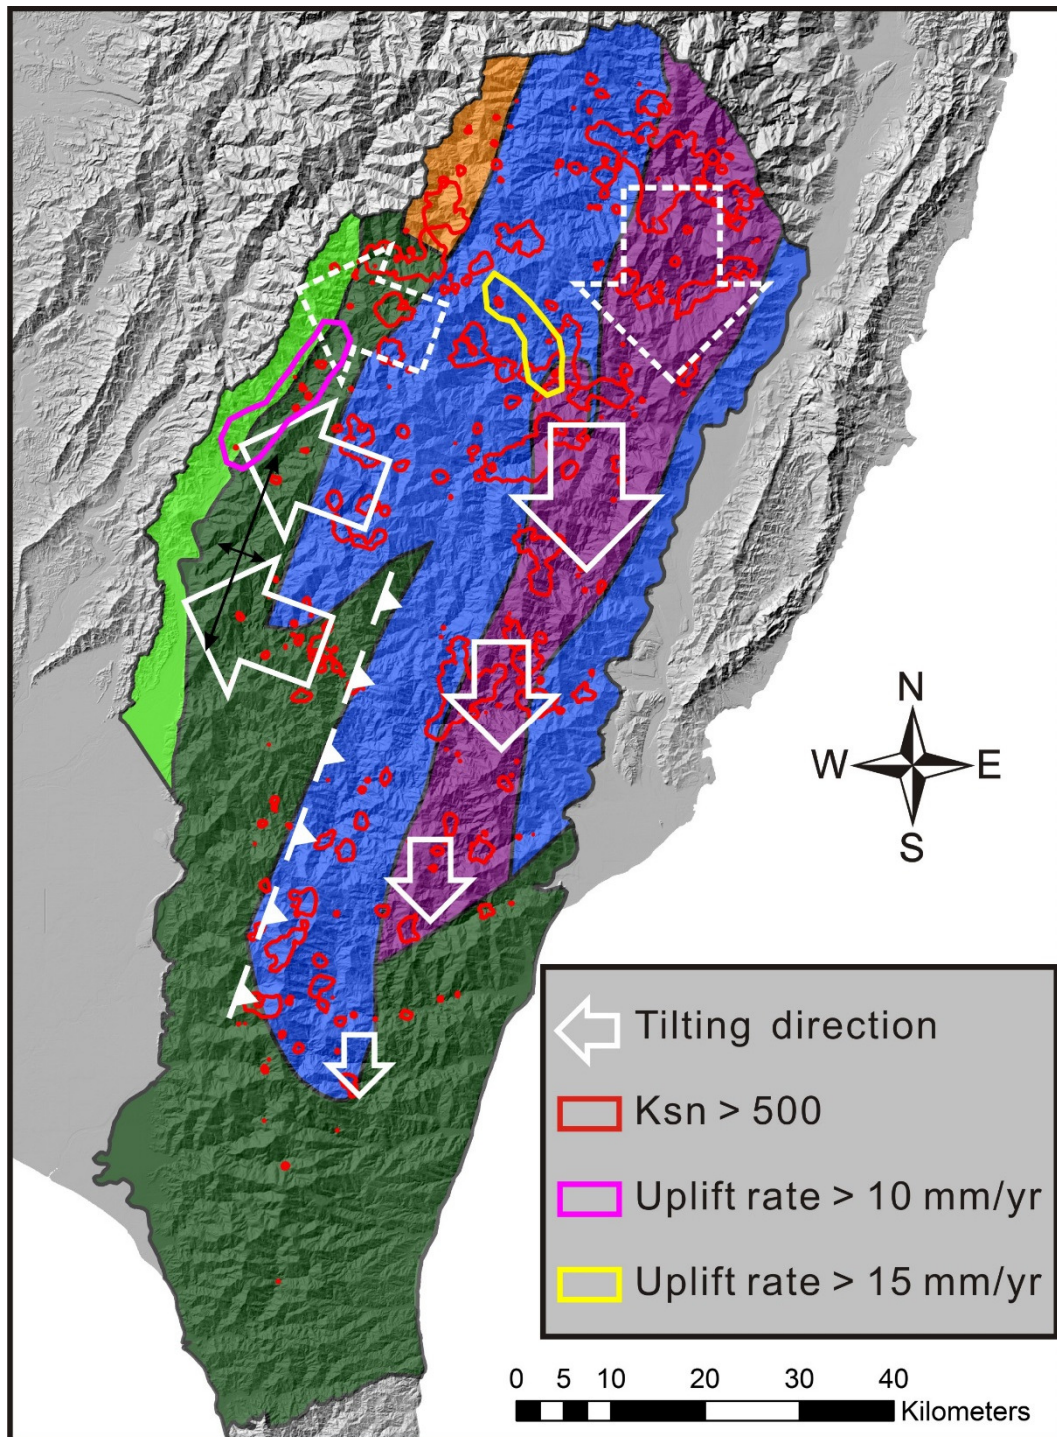 N
W E
S
Tilting direction
Ksn > 500
Uplift rate > 10 mm/yr
Uplift rate > 15 mm/yr
0 5 10 20 30 40
Kilometers